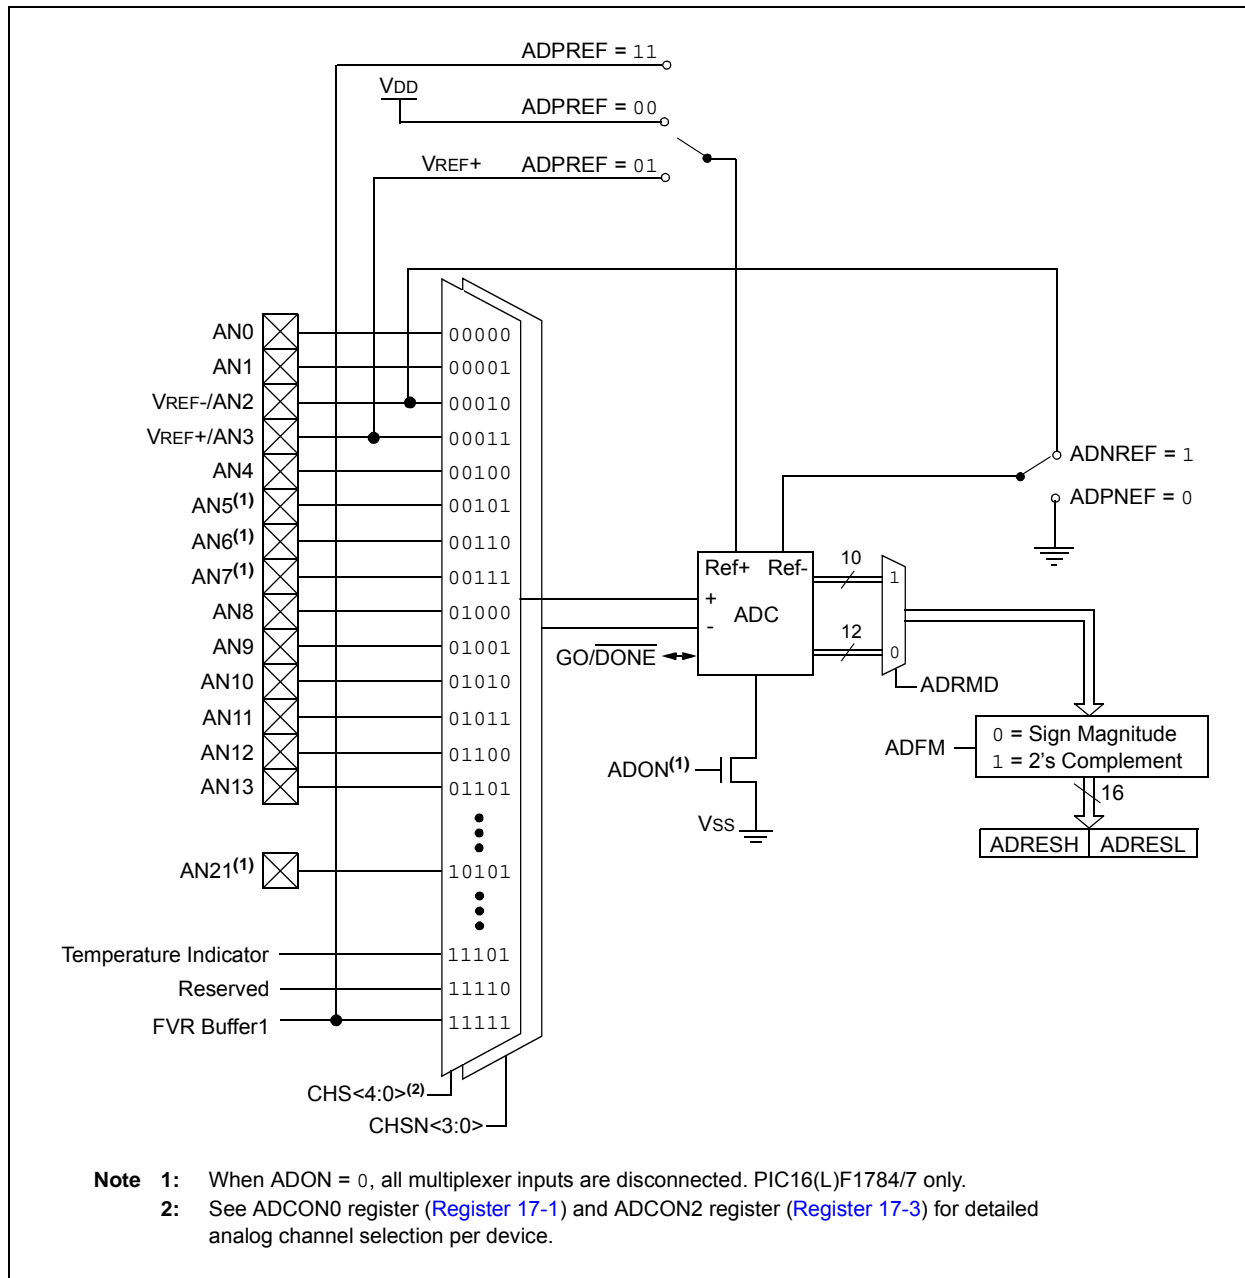 ADPREF = 11
VDD
ADPREF = 00
VREF+ ADPREF = 01
AN0 00000
AN1 00001
VREF-/AN2 00010
VREF+/AN3 00011
AN4 00100
AN5(1) 00101
AN6(1) 00110
AN7(1) 00111
AN8 01000
AN9 01001
AN10 01010
AN11 01011
AN12 01100
AN13 01101
AN21(1) 10101
Temperature Indicator 11101
Reserved 11110
FVR Buffer1 11111
CHS<4:0>(2)
CHSN<3:0>
ADNREF = 1
ADPNEF = 0
Ref+ Ref-
+
ADC
-
GO/DONE
10
1
12
0
ADRMD
ADON(1)
VSS
ADFM
0 = Sign Magnitude
1 = 2's Complement
16
ADRESH ADRESL
Note 1: When ADON = 0, all multiplexer inputs are disconnected. PIC16(L)F1784/7 only.
2: See ADCON0 register (Register 17-1) and ADCON2 register (Register 17-3) for detailed
analog channel selection per device.